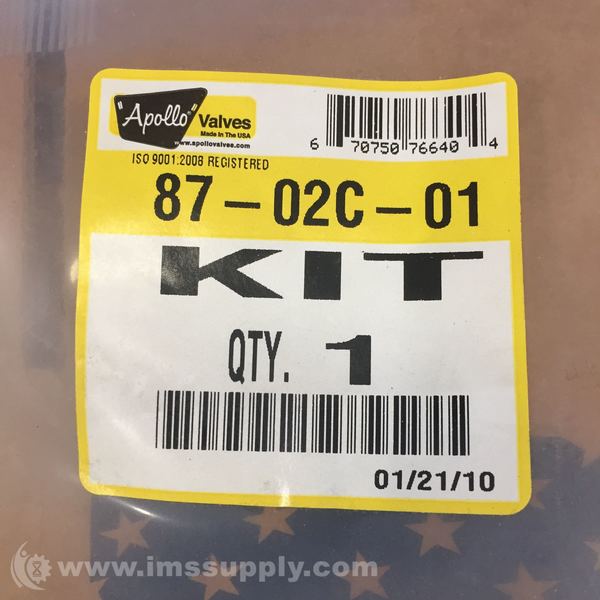 "Apollo" Valves
Made In The USA
www.apollovalves.com
6 70750 76640 4
ISO 9001:2008 REGISTERED
87-02C-01
KIT
QTY. 1
01/21/10
www.imssupply.com